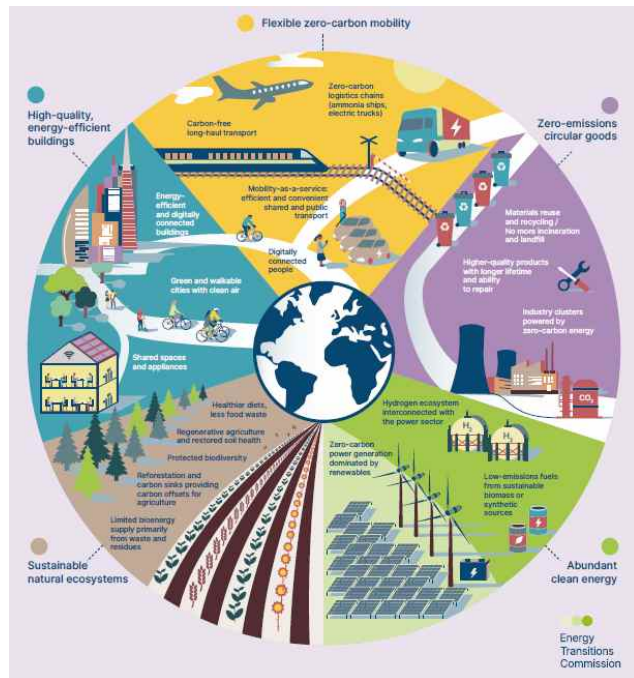 Flexible zero-carbon mobility
Zero-carbon
logistics chains
(ammonia ships,
electric trucks)
Carbon-free
long-haul transport
Mobility-as-a-service:
efficient and convenient
shared and public
transport
Digitally
connected
people
High-quality,
energy-efficient
buildings
Energy-
efficient
and digitally
connected
buildings
Green and walkable
cities with clean air
Shared spaces
and appliances
Zero-emissions
circular goods
Materials reuse
and recycling /
No more incineration
and landfill
Higher-quality products
with longer lifetime
and ability
to repair
Industry clusters
powered by
zero-carbon energy
CO₂
Healthier diets,
less food waste
Regenerative agriculture
and restored soil health
Protected biodiversity
Reforestation and
carbon sinks providing
carbon offsets for
agriculture
Limited bioenergy
supply primarily
from waste and
residues
Sustainable
natural ecosystems
Hydrogen ecosystem
interconnected with
the power sector
H₂
H₂
Zero-carbon
power generation
dominated by
renewables
Low-emissions fuels
from sustainable
biomass or
synthetic
sources
Abundant
clean energy
Energy
Transitions
Commission